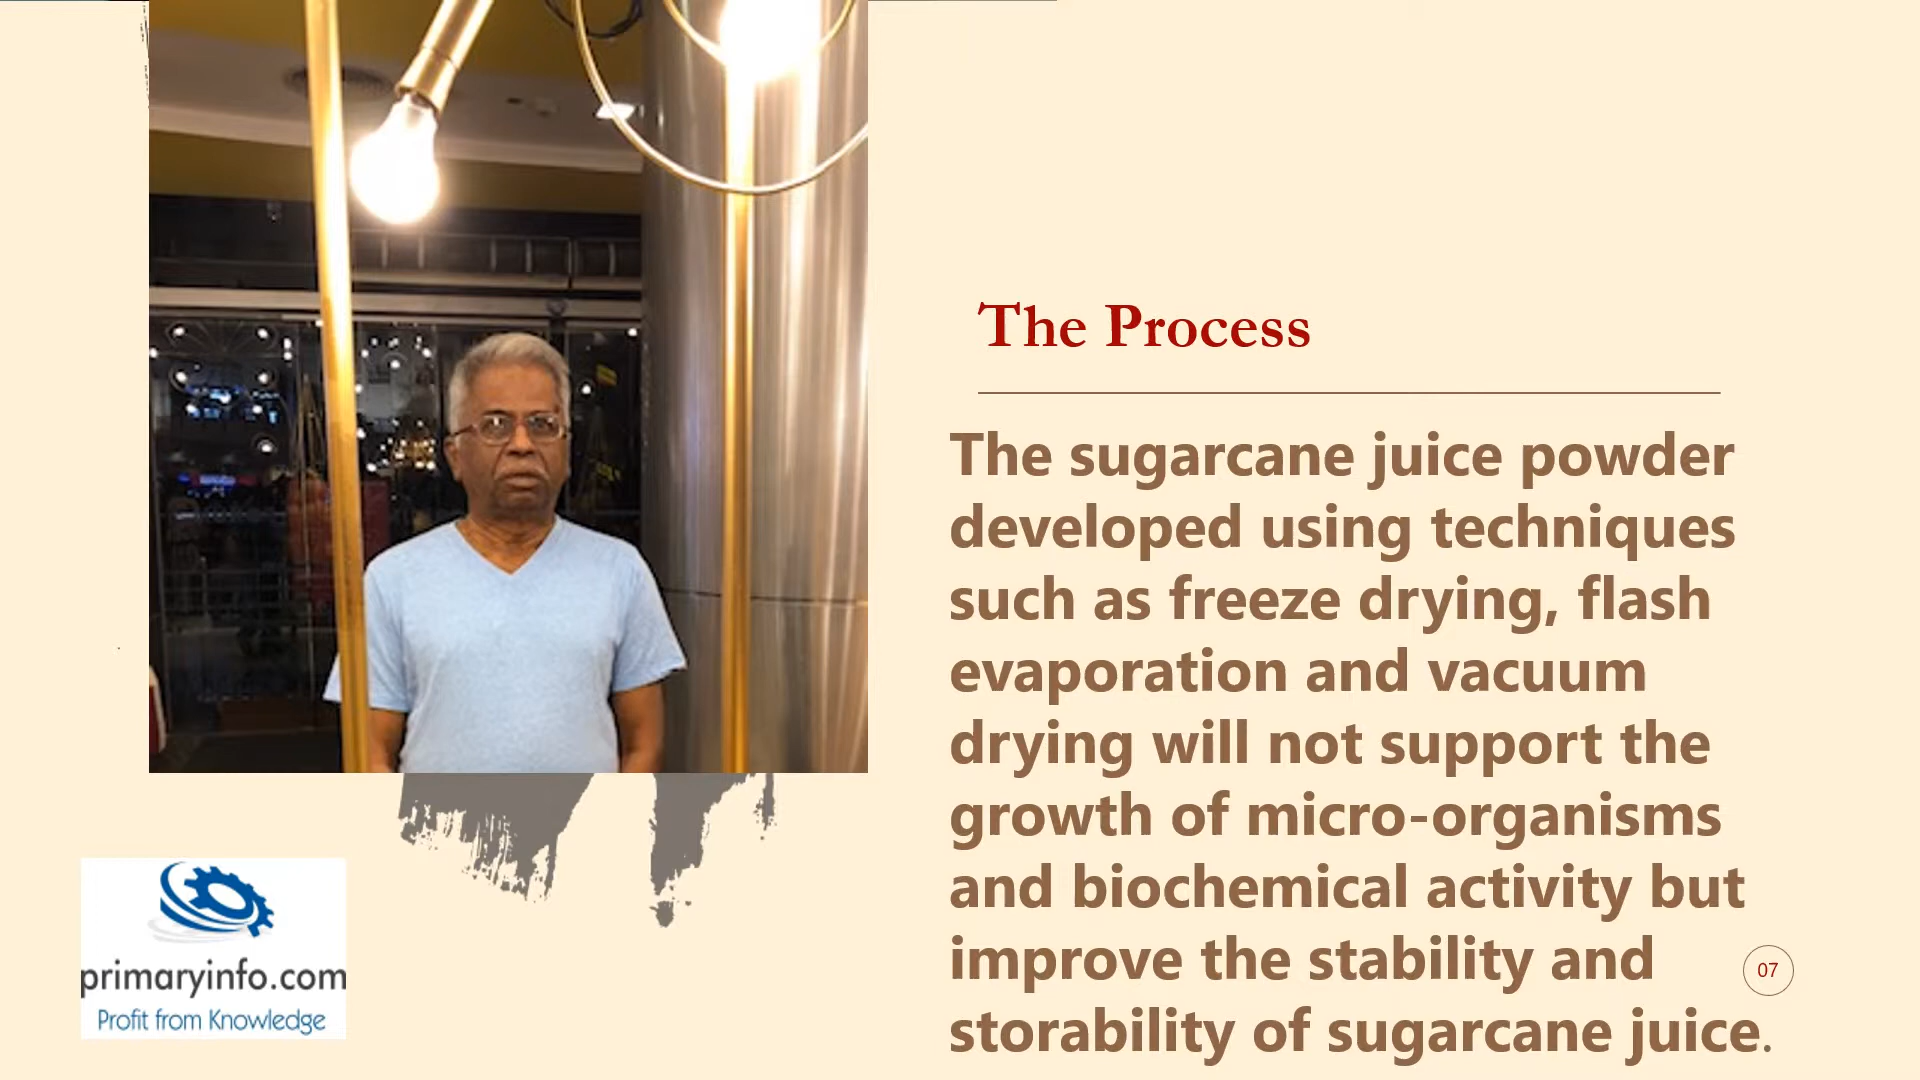 The Process
The sugarcane juice powder
developed using techniques
such as freeze drying, flash
evaporation and vacuum
drying will not support the
growth of micro-organisms
and biochemical activity but
improve the stability and
storability of sugarcane juice.
07
primaryinfo.com
Profit from Knowledge